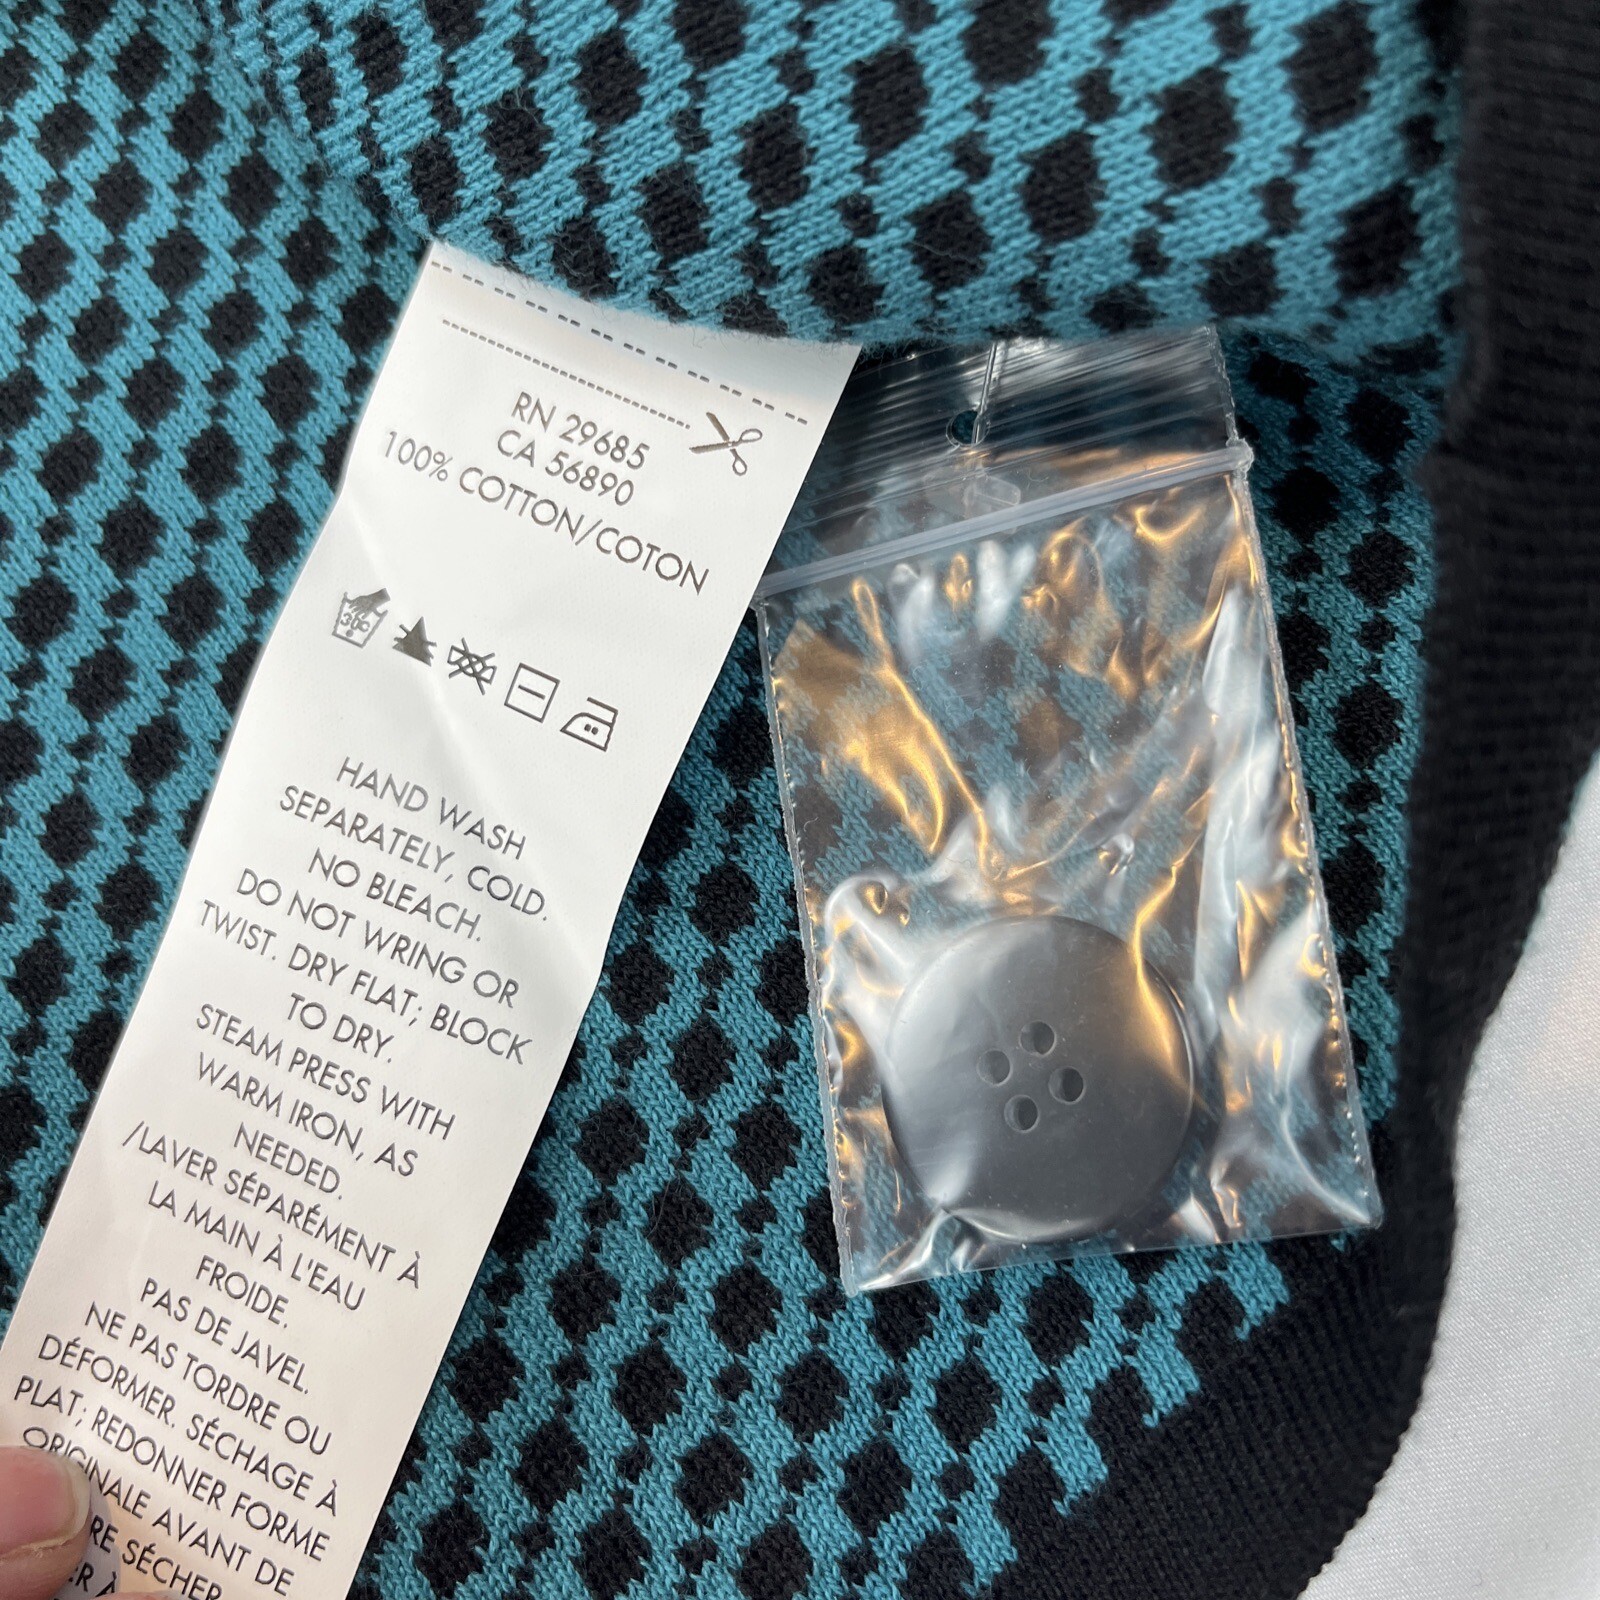 RN 29685
CA 56890
100% COTTON/COTON
30c
HAND WASH
SEPARATELY, COLD.
NO BLEACH.
DO NOT WRING OR
TWIST. DRY FLAT; BLOCK
TO DRY.
STEAM PRESS WITH
WARM IRON, AS
NEEDED.
/LAVER SÉPARÉMENT À
LA MAIN À L'EAU
FROIDE.
PAS DE JAVEL.
NE PAS TORDRE OU
DÉFORMER. SÉCHAGE À
PLAT; REDONNER FORME
ORIGINALE AVANT DE
SÉCHER